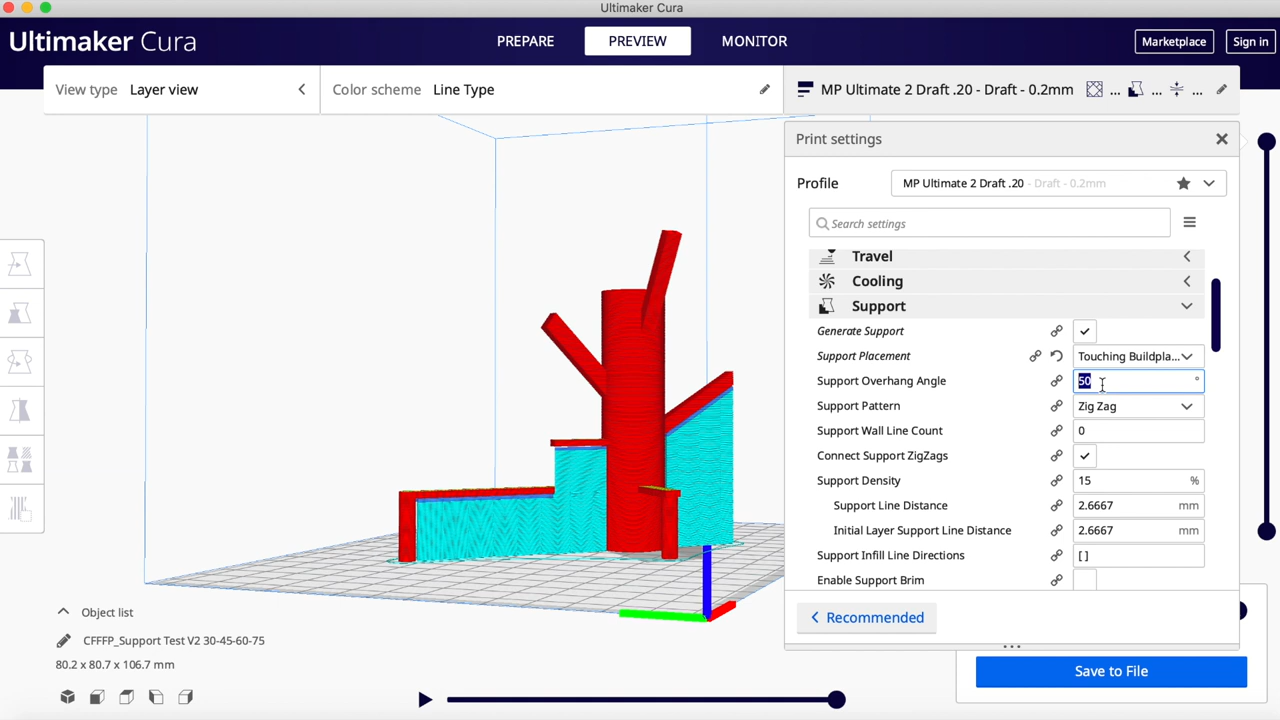 Ultimaker Cura
Ultimaker Cura
PREPARE
PREVIEW
MONITOR
Marketplace
Sign in
View type Layer view
Color scheme Line Type
MP Ultimate 2 Draft .20 - Draft - 0.2mm ... ... ...
Print settings
Profile
MP Ultimate 2 Draft .20 - Draft - 0.2mm
Search settings
Travel
Cooling
Support
Generate Support
Support Placement Touching Buildpla...
Support Overhang Angle 50 °
Support Pattern Zig Zag
Support Wall Line Count 0
Connect Support ZigZags
Support Density 15 %
Support Line Distance 2.6667 mm
Initial Layer Support Line Distance 2.6667 mm
Support Infill Line Directions [ ]
Enable Support Brim
Recommended
Object list
CFFFP_Support Test V2 30-45-60-75
80.2 x 80.7 x 106.7 mm
Save to File